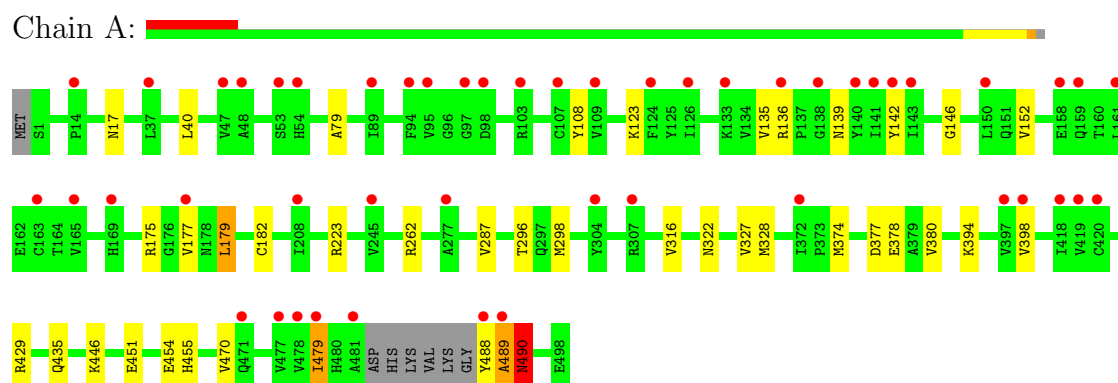 Chain A:
MET S1 P14 N17 L37 L40 V47 A48 S53 H54 A79 I89 F94 V95 G96 G97 D98 R103 C107 Y108 V109 K123 F124 Y125 I126 K133 V134 V135 R136 P137 G138 N139 Y140 I141 Y142 I143 G146 L150 Q151 V152 E158 Q159 T160 L161
E162 C163 T164 V165 H169 R175 G176 V177 N178 L179 C182 I208 R223 V245 R262 A277 V287 T296 Q297 M298 Y304 R307 V316 N322 V327 M328 I372 P373 M374 D377 E378 A379 V380 K394 V397 V398 I418 V419 C420
R429 Q435 K446 E451 E454 H455 V470 Q471 V477 V478 I479 H480 A481 ASP HIS LYS VAL LYS GLY Y488 A489 N490 E498